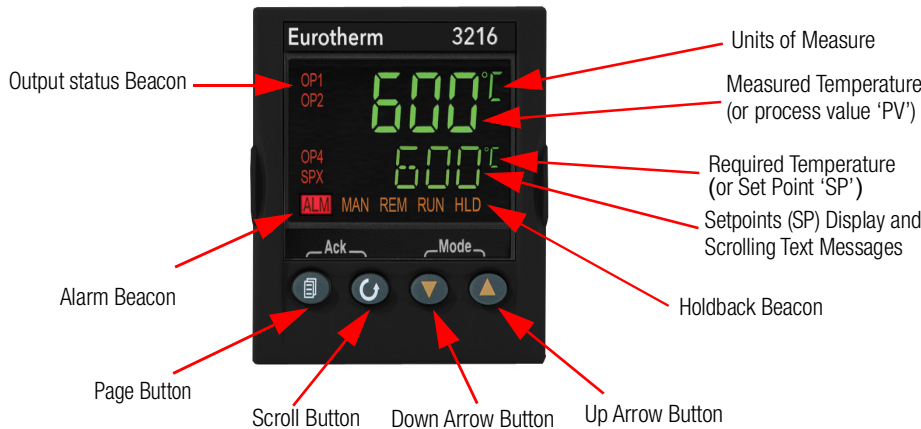 Eurotherm 3216
Output status Beacon
OP1
OP2
600°C
Units of Measure
Measured Temperature
(or process value ‘PV’)
OP4
SPX
600°C
Required Temperature
(or Set Point ‘SP’)
Setpoints (SP) Display and
Scrolling Text Messages
ALM MAN REM RUN HLD
Ack Mode
Alarm Beacon
Holdback Beacon
Page Button
Scroll Button
Down Arrow Button
Up Arrow Button